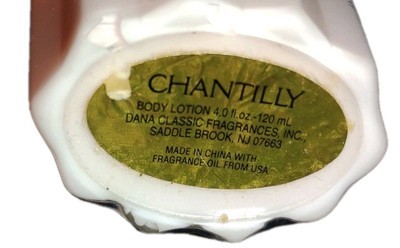 CHANTILLY
BODY LOTION 4.0 fl.oz.-120 mL
DANA CLASSIC FRAGRANCES, INC.,
SADDLE BROOK, NJ 07663
MADE IN CHINA WITH
FRAGRANCE OIL FROM USA